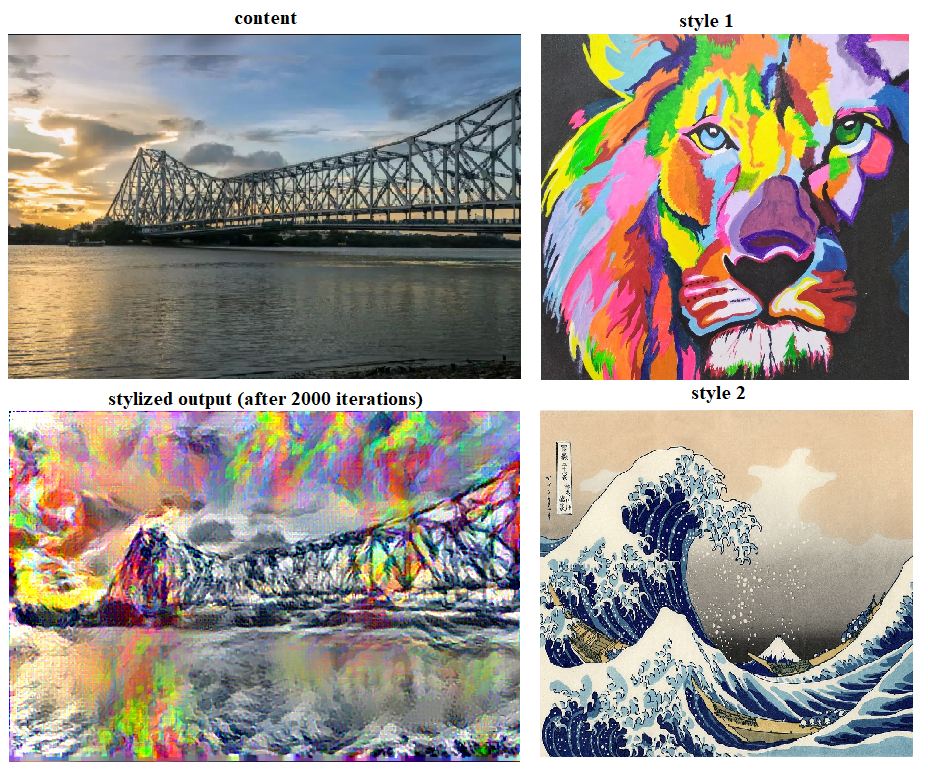 content
style 1
stylized output (after 2000 iterations)
style 2